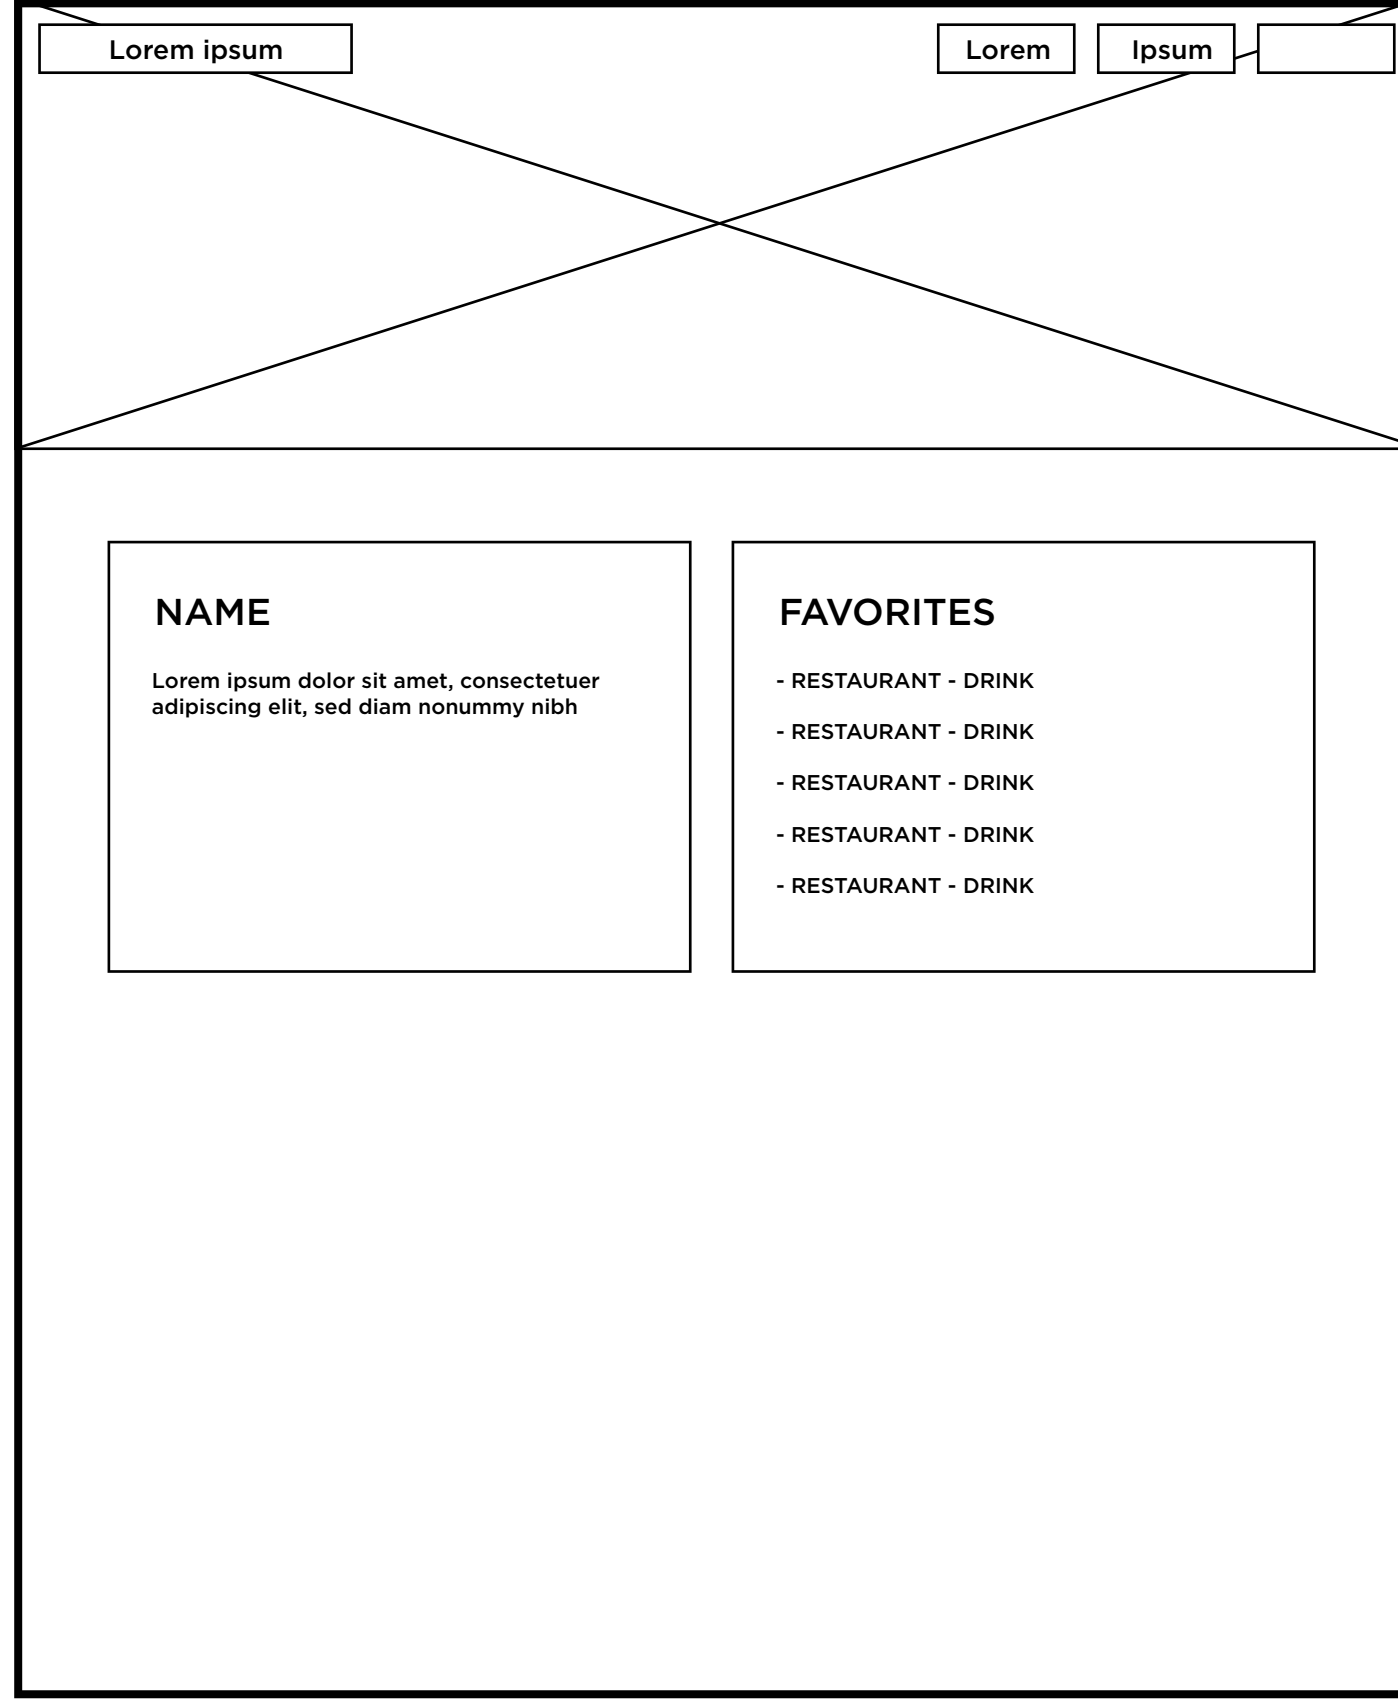 Lorem ipsum
Lorem
Ipsum
NAME
Lorem ipsum dolor sit amet, consectetuer
adipiscing elit, sed diam nonummy nibh
FAVORITES
- RESTAURANT - DRINK
- RESTAURANT - DRINK
- RESTAURANT - DRINK
- RESTAURANT - DRINK
- RESTAURANT - DRINK